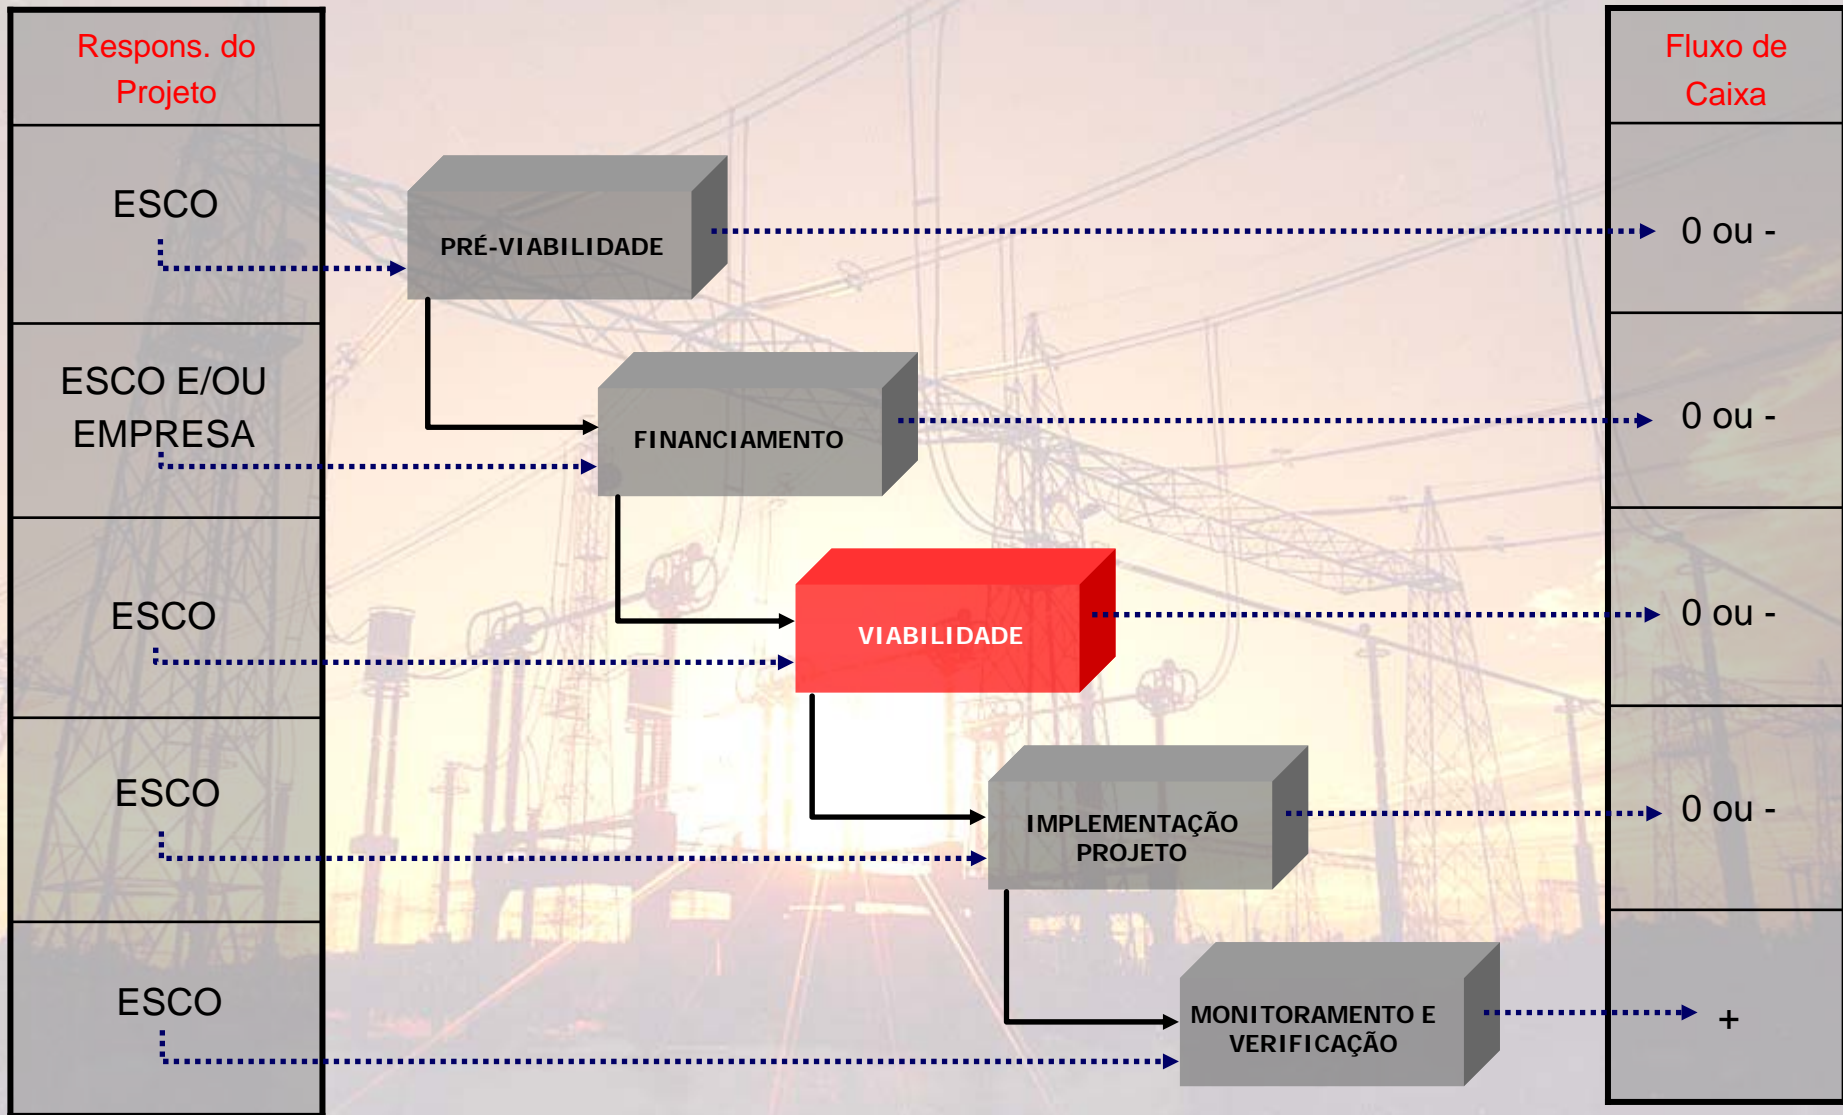 Respons. do
Projeto
Fluxo de
Caixa
ESCO
PRÉ-VIABILIDADE
0 ou -
ESCO E/OU
EMPRESA
FINANCIAMENTO
0 ou -
ESCO
VIABILIDADE
0 ou -
ESCO
IMPLEMENTAÇÃO
PROJETO
0 ou -
ESCO
MONITORAMENTO E
VERIFICAÇÃO
+